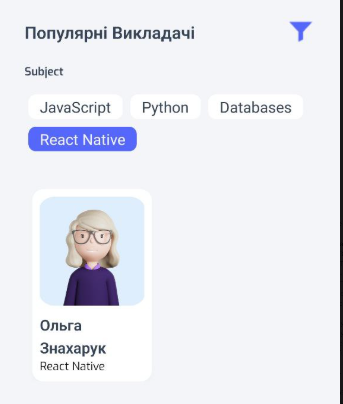 Популярні Викладачі
Subject
JavaScript Python Databases
React Native
Ольга
Знахарук
React Native